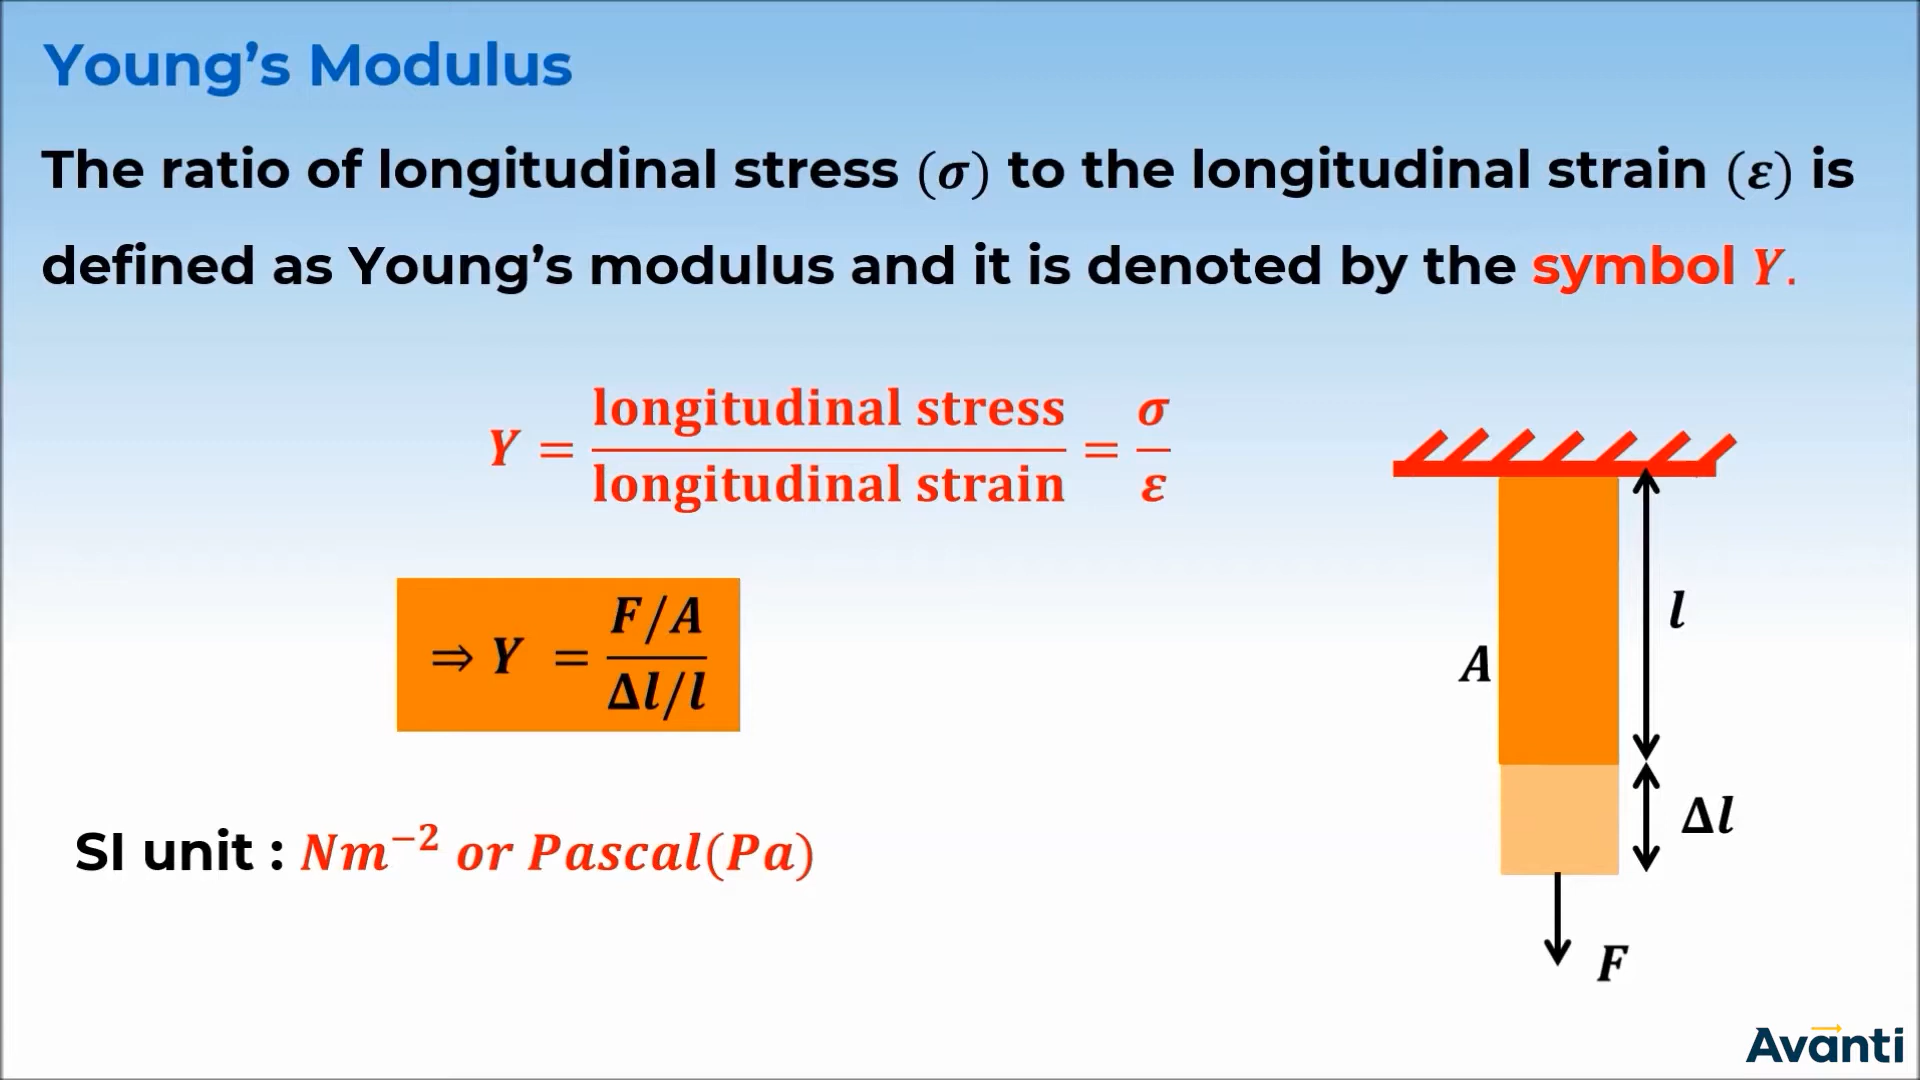 Young’s Modulus
The ratio of longitudinal stress (σ) to the longitudinal strain (ε) is
defined as Young’s modulus and it is denoted by the symbol Y.
Y = longitudinal stress / longitudinal strain = σ / ε
⇒ Y = F/A / Δl/l
SI unit : Nm⁻² or Pascal(Pa)
l
A
Δl
F
Avanti